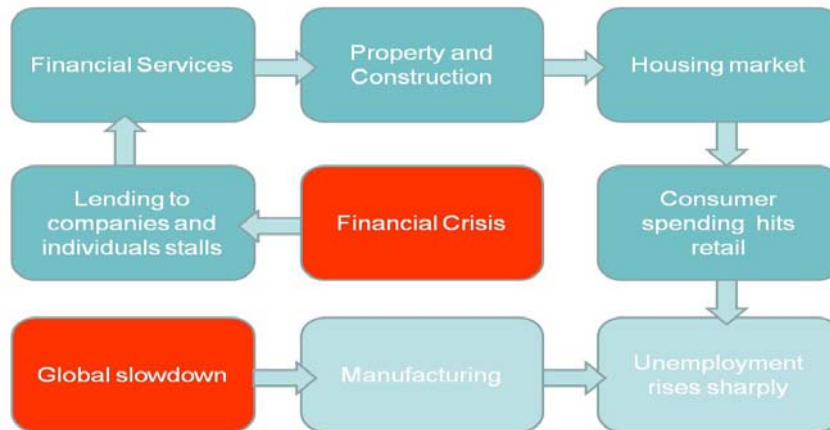 Financial Services
Property and
Construction
Housing market
Lending to
companies and
individuals stalls
Financial Crisis
Consumer
spending hits
retail
Global slowdown
Manufacturing
Unemployment
rises sharply